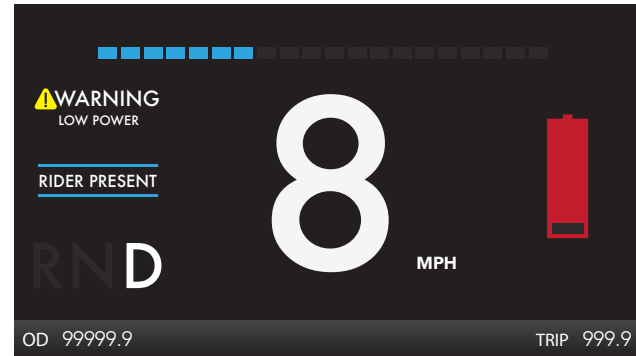 WARNING
LOW POWER
RIDER PRESENT
RND
8 MPH
OD 99999.9
TRIP 999.9